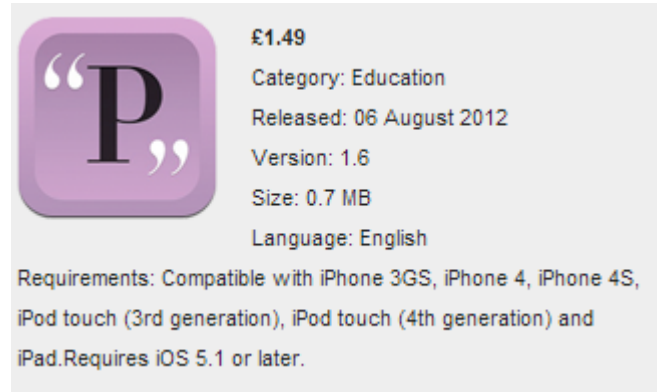 “P”
£1.49
Category: Education
Released: 06 August 2012
Version: 1.6
Size: 0.7 MB
Language: English
Requirements: Compatible with iPhone 3GS, iPhone 4, iPhone 4S,
iPod touch (3rd generation), iPod touch (4th generation) and
iPad.Requires iOS 5.1 or later.